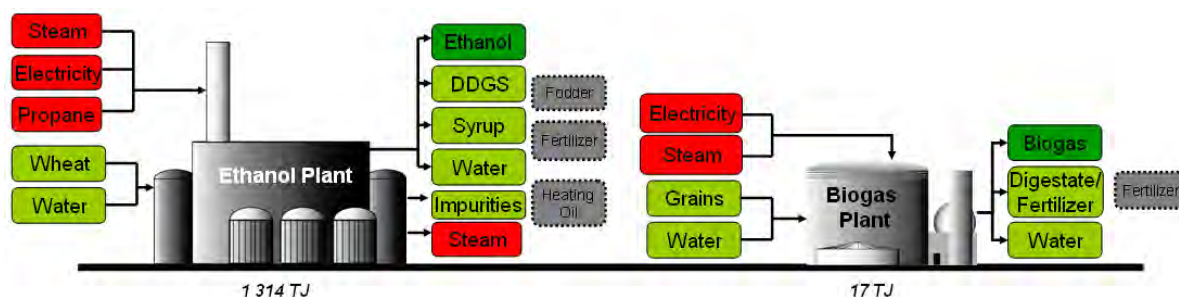 Steam
Electricity
Propane
Wheat
Water
Ethanol Plant
Ethanol
DDGS
Fodder
Syrup
Fertilizer
Water
Impurities
Heating
Oil
Steam
1 314 TJ
Electricity
Steam
Grains
Water
Biogas
Plant
Biogas
Digestate/
Fertilizer
Fertilizer
Water
17 TJ